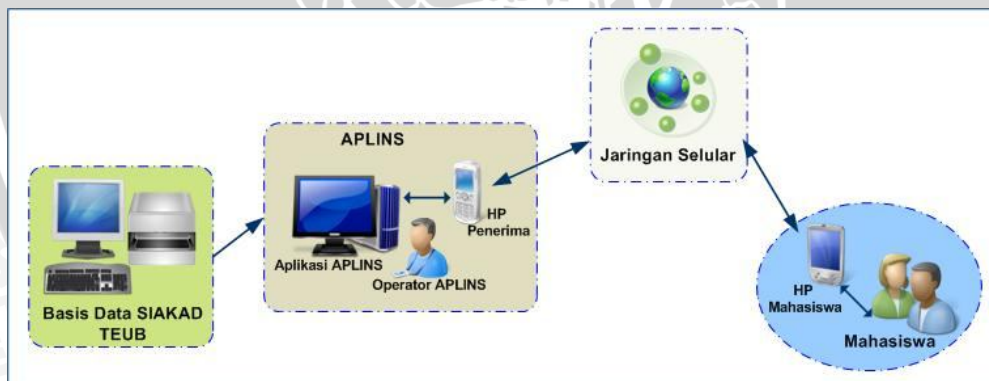 Basis Data SIAKAD
TEUB
APLINS
Aplikasi APLINS
Operator APLINS
HP
Penerima
Jaringan Selular
HP
Mahasiswa
Mahasiswa